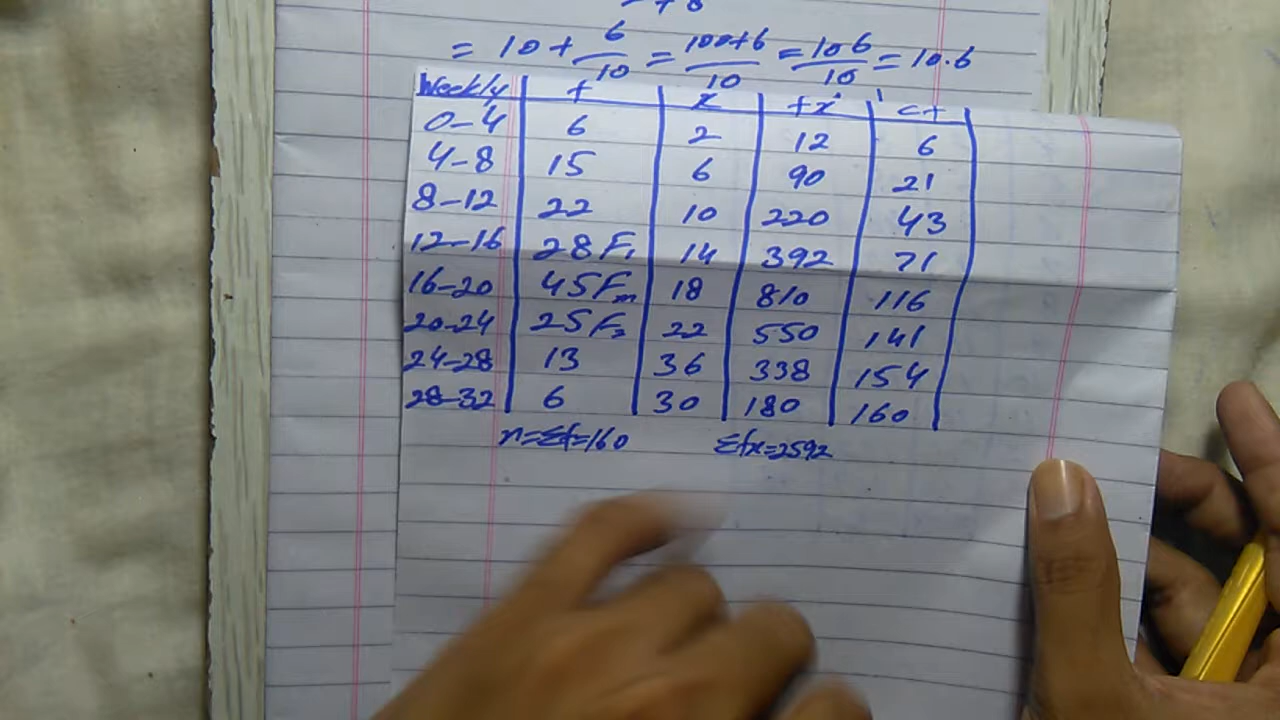 = 10 + 6/10 = 100+6/10 = 106/10 = 10.6
Weekly f x fx cf
0-4 6 2 12 6
4-8 15 6 90 21
8-12 22 10 220 43
12-16 28 F1 14 392 71
16-20 45 Fm 18 810 116
20-24 25 F2 22 550 141
24-28 13 36 338 154
28-32 6 30 180 160
n=Σf=160 Σfx=2592